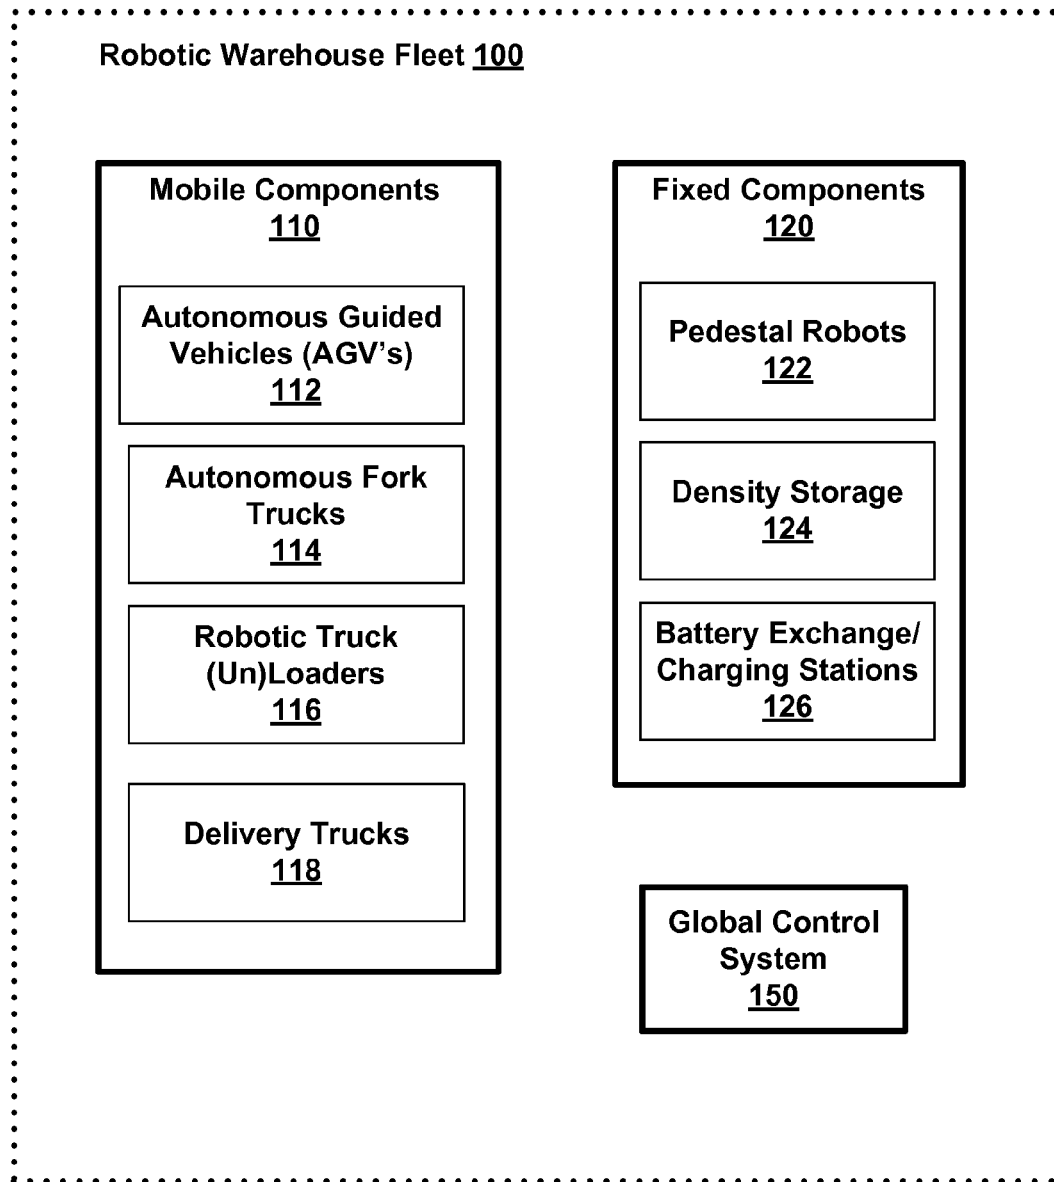 Robotic Warehouse Fleet 100
Mobile Components
110
Autonomous Guided
Vehicles (AGV's)
112
Autonomous Fork
Trucks
114
Robotic Truck
(Un)Loaders
116
Delivery Trucks
118
Fixed Components
120
Pedestal Robots
122
Density Storage
124
Battery Exchange/
Charging Stations
126
Global Control
System
150